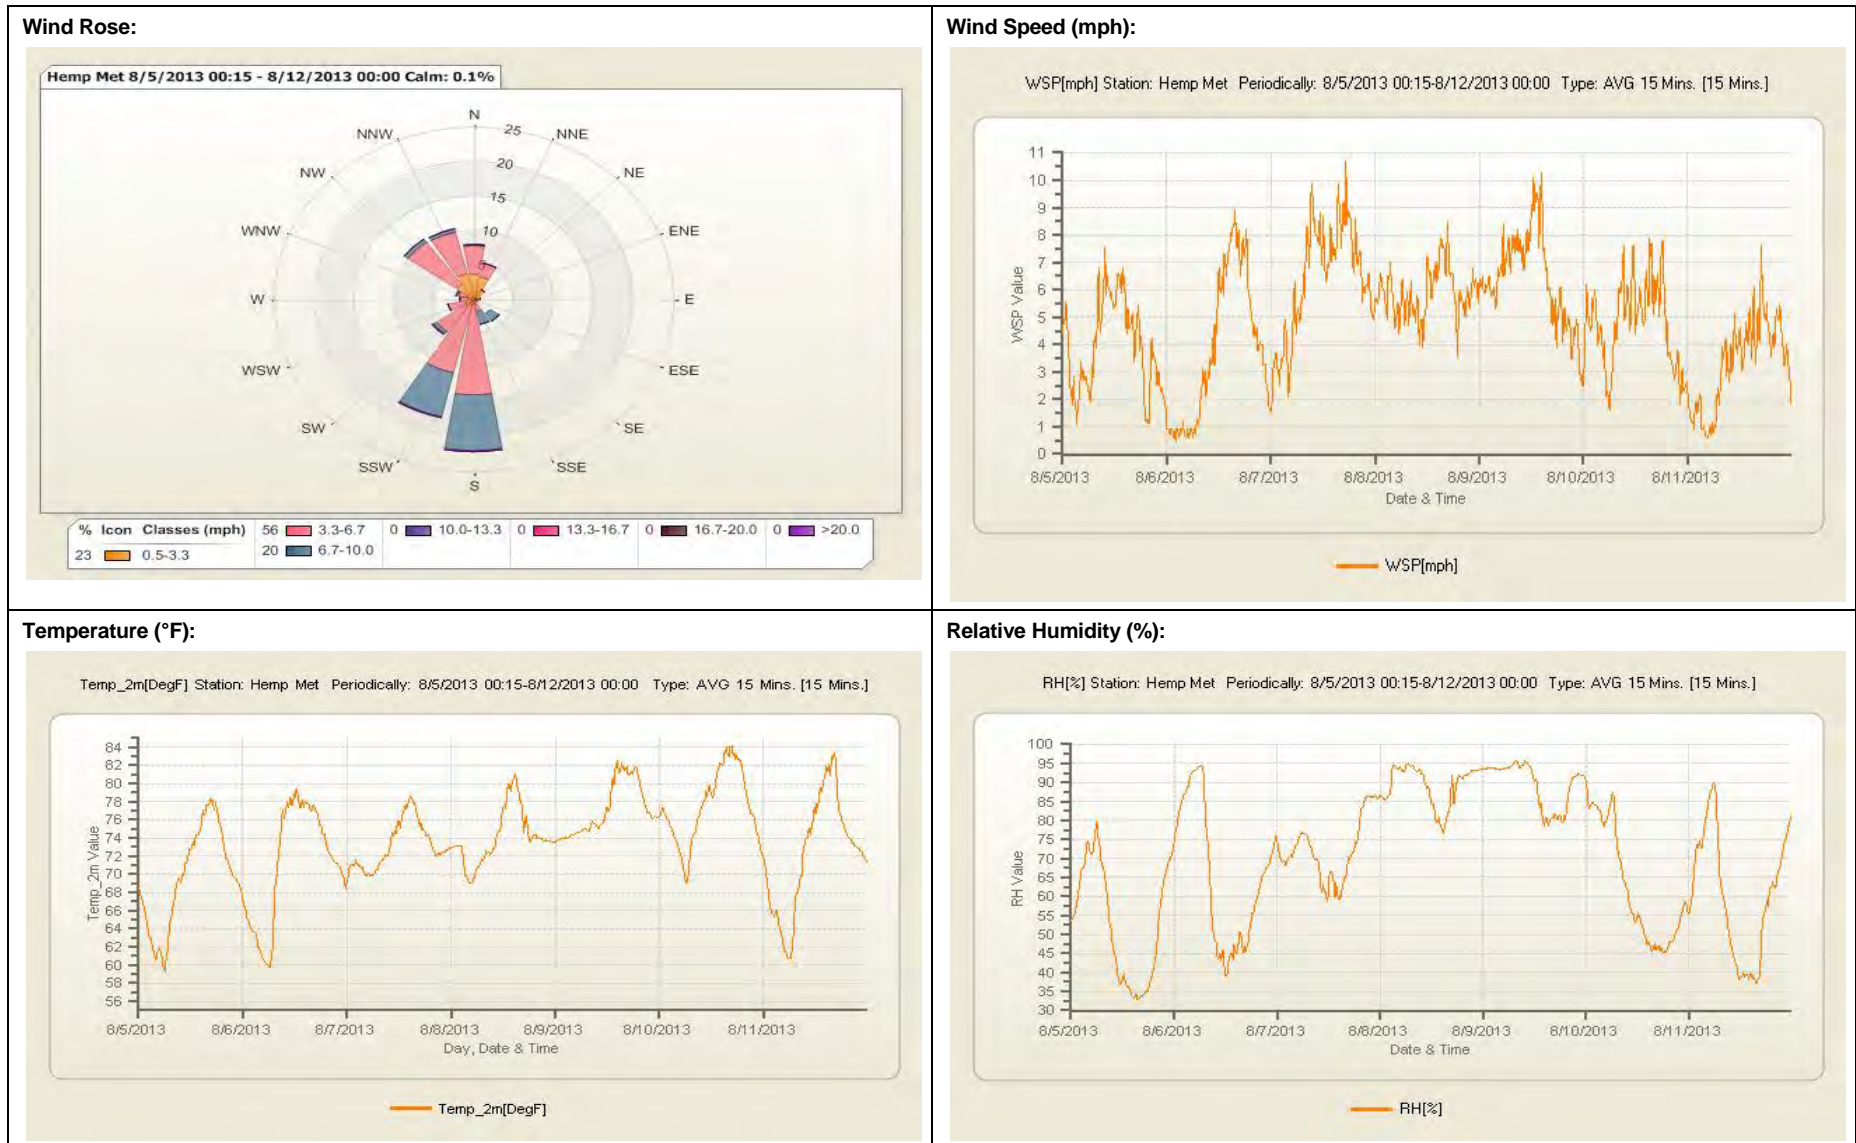 Wind Rose:
Hemp Met 8/5/2013 00:15 - 8/12/2013 00:00 Calm: 0.1%
N
NNE
NE
ENE
E
ESE
SE
SSE
S
SSW
SW
WSW
W
WNW
NW
NNW
25
20
15
10
% Icon Classes (mph) 56 3.3-6.7 0 10.0-13.3 0 13.3-16.7 0 16.7-20.0 0 >20.0
23 0.5-3.3 20 6.7-10.0
Wind Speed (mph):
WSP[mph] Station: Hemp Met Periodically: 8/5/2013 00:15-8/12/2013 00:00 Type: AVG 15 Mins. [15 Mins.]
WSP Value
11
10
9
8
7
6
5
4
3
2
1
0
8/5/2013 8/6/2013 8/7/2013 8/8/2013 8/9/2013 8/10/2013 8/11/2013
Date & Time
WSP[mph]
Temperature (°F):
Temp_2m[DegF] Station: Hemp Met Periodically: 8/5/2013 00:15-8/12/2013 00:00 Type: AVG 15 Mins. [15 Mins.]
Temp_2m Value
84
82
80
78
76
74
72
70
68
66
64
62
60
58
56
8/5/2013 8/6/2013 8/7/2013 8/8/2013 8/9/2013 8/10/2013 8/11/2013
Day, Date & Time
Temp_2m[DegF]
Relative Humidity (%):
RH[%] Station: Hemp Met Periodically: 8/5/2013 00:15-8/12/2013 00:00 Type: AVG 15 Mins. [15 Mins.]
RH Value
100
95
90
85
80
75
70
65
60
55
50
45
40
35
30
8/5/2013 8/6/2013 8/7/2013 8/8/2013 8/9/2013 8/10/2013 8/11/2013
Date & Time
RH[%]